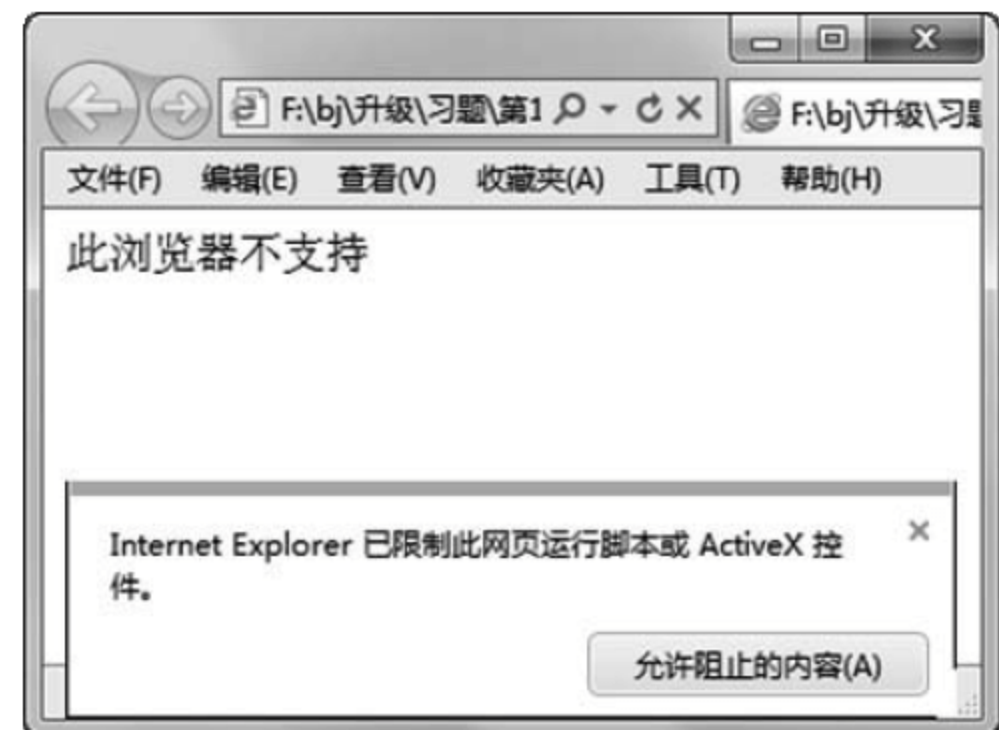 F:\bj\升级\习题\第1
F:\bj\升级\习题
文件(F) 编辑(E) 查看(V) 收藏夹(A) 工具(T) 帮助(H)
此浏览器不支持
Internet Explorer 已限制此网页运行脚本或 ActiveX 控
件。
允许阻止的内容(A)